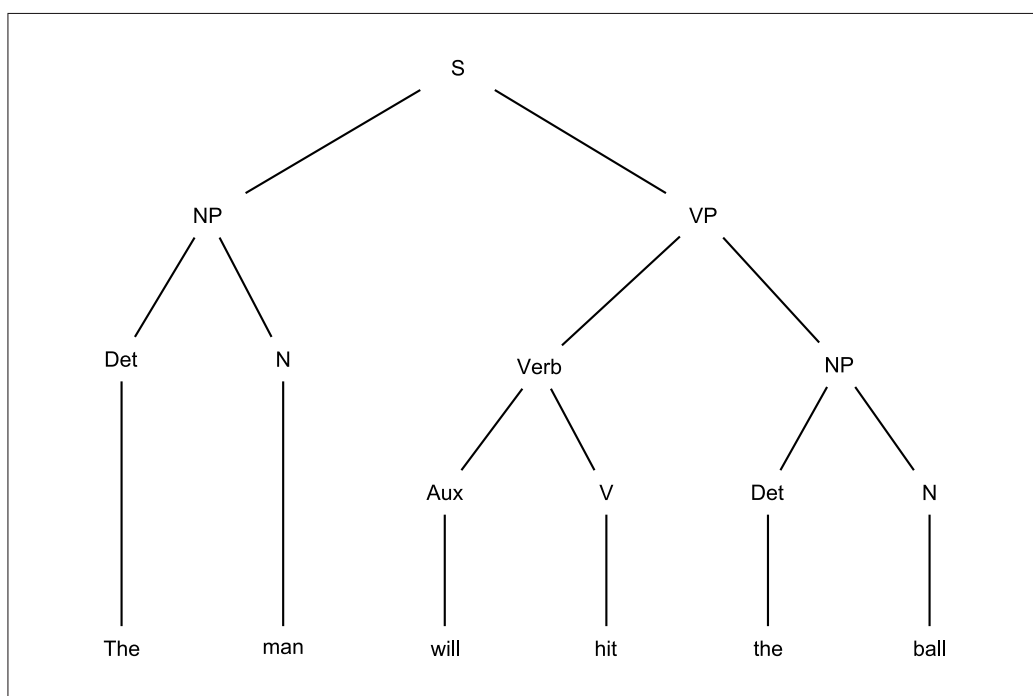 S
NP VP
Det N Verb NP
Aux V Det N
The man will hit the ball